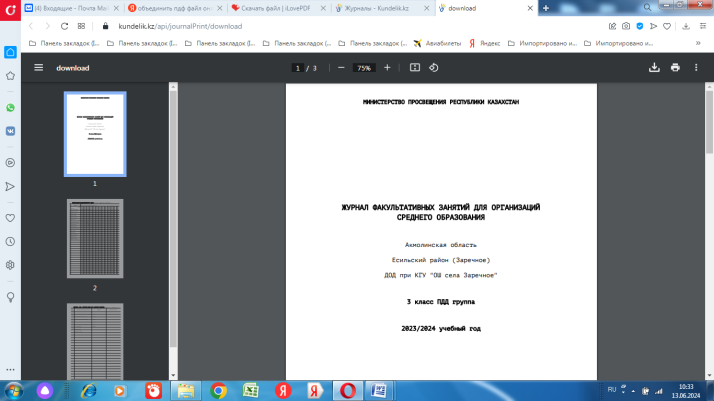 (4) Входящие - Почта Mai
объединить пдф файл он
Скачать файл | iLovePDF
Журналы - Kundelik.kz
download
kundelik.kz/api/journalPrint/download
Панель закладок (
Панель закладок (
Панель закладок (
Панель закладок (
Панель закладок (
Авиабилеты
Яндекс
Импортировано и...
Импортировано и...
download
1 / 3
75%
1
2
МИНИСТЕРСТВО ПРОСВЕЩЕНИЯ РЕСПУБЛИКИ КАЗАХСТАН
ЖУРНАЛ ФАКУЛЬТАТИВНЫХ ЗАНЯТИЙ ДЛЯ ОРГАНИЗАЦИЙ
СРЕДНЕГО ОБРАЗОВАНИЯ
Акмолинская область
Есильский район (Заречное)
ДОД при КГУ "ОШ села Заречное"
3 класс ПДД группа
2023/2024 учебный год
RU
10:33
13.06.2024